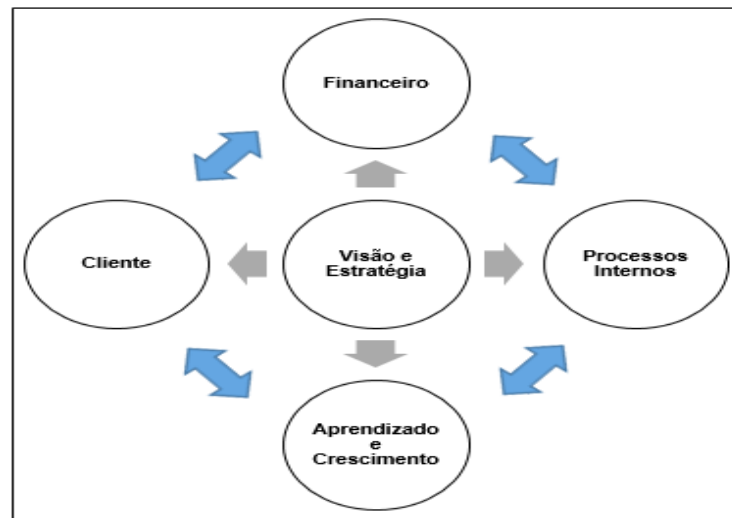 Financeiro
Cliente
Visão e
Estratégia
Processos
Internos
Aprendizado
e
Crescimento